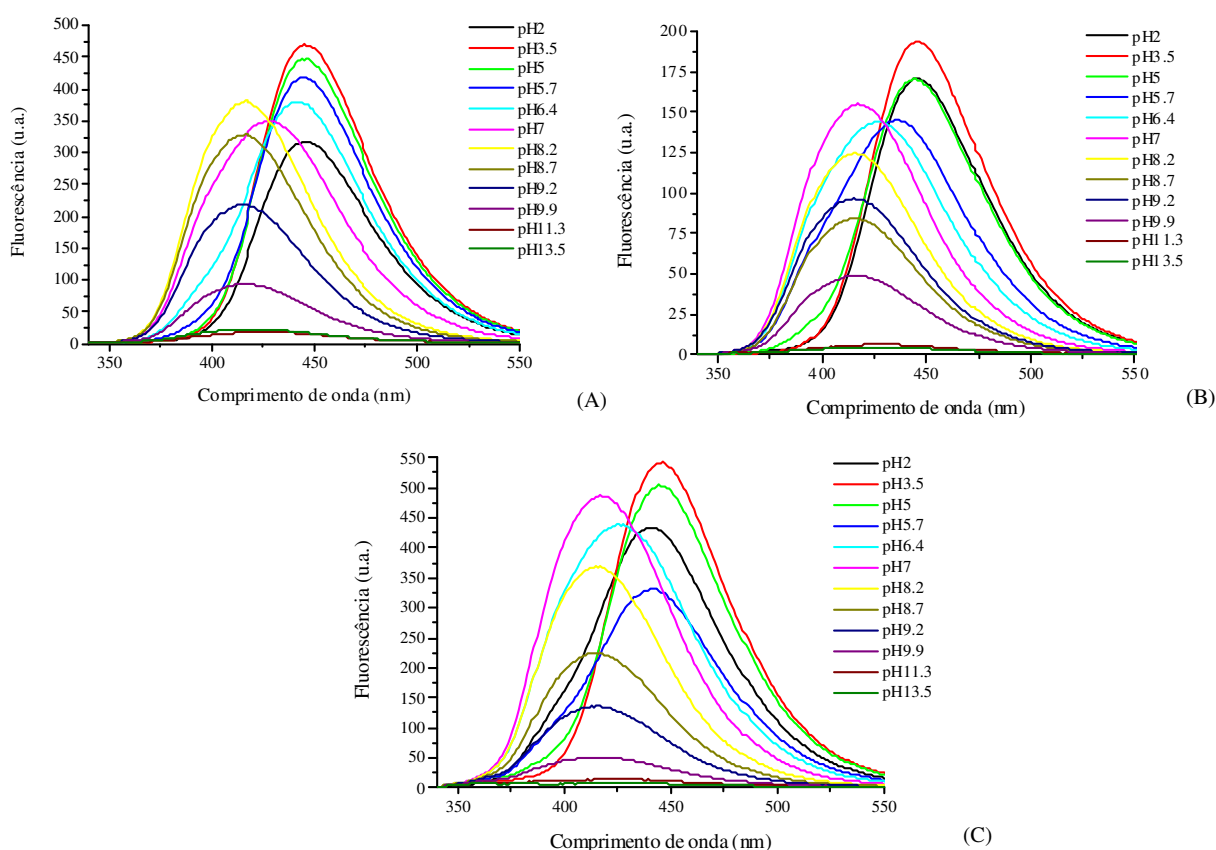 500
450
400
350
300
250
200
150
100
50
0
350
400
450
500
550
Fluorescência (u.a.)
Comprimento de onda (nm)
pH2
pH3.5
pH5
pH5.7
pH6.4
pH7
pH8.2
pH8.7
pH9.2
pH9.9
pH11.3
pH13.5
(A)
200
175
150
125
100
75
50
25
0
350
400
450
500
550
Fluorescência (u.a.)
Comprimento de onda (nm)
pH2
pH3.5
pH5
pH5.7
pH6.4
pH7
pH8.2
pH8.7
pH9.2
pH9.9
pH11.3
pH13.5
(B)
550
500
450
400
350
300
250
200
150
100
50
0
350
400
450
500
550
Fluorescência (u.a.)
Comprimento de onda (nm)
pH2
pH3.5
pH5
pH5.7
pH6.4
pH7
pH8.2
pH8.7
pH9.2
pH9.9
pH11.3
pH13.5
(C)